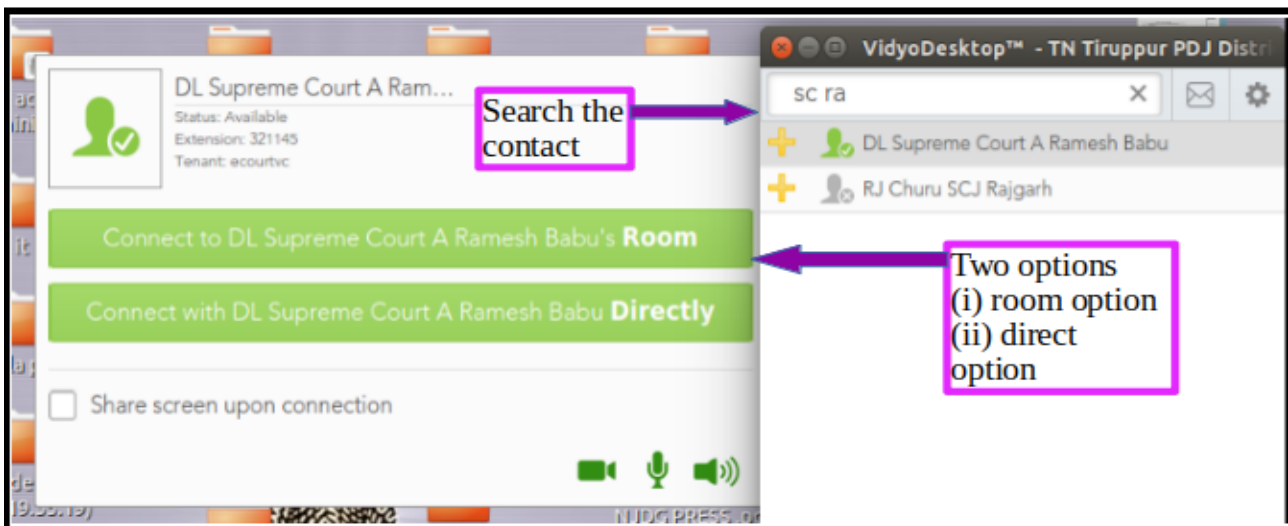 DL Supreme Court A Ram...
Status: Available
Extension: 321145
Tenant: ecourtvc
Connect to DL Supreme Court A Ramesh Babu's Room
Connect with DL Supreme Court A Ramesh Babu Directly
Share screen upon connection
Search the
contact
VidyoDesktop™ - TN Tiruppur PDJ Distri
sc ra
DL Supreme Court A Ramesh Babu
RJ Churu SCJ Rajgarh
Two options
(i) room option
(ii) direct
option
19.55.19)
NJDG PRESS